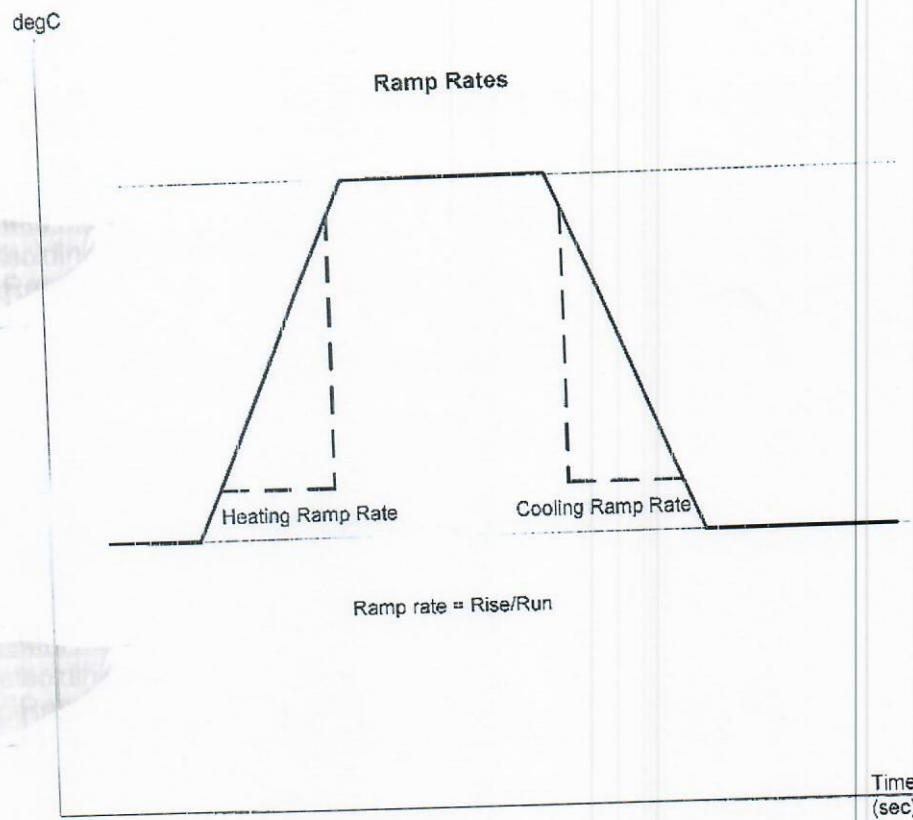 degC
Ramp Rates
Heating Ramp Rate
Cooling Ramp Rate
Ramp rate = Rise/Run
Time
(sec)